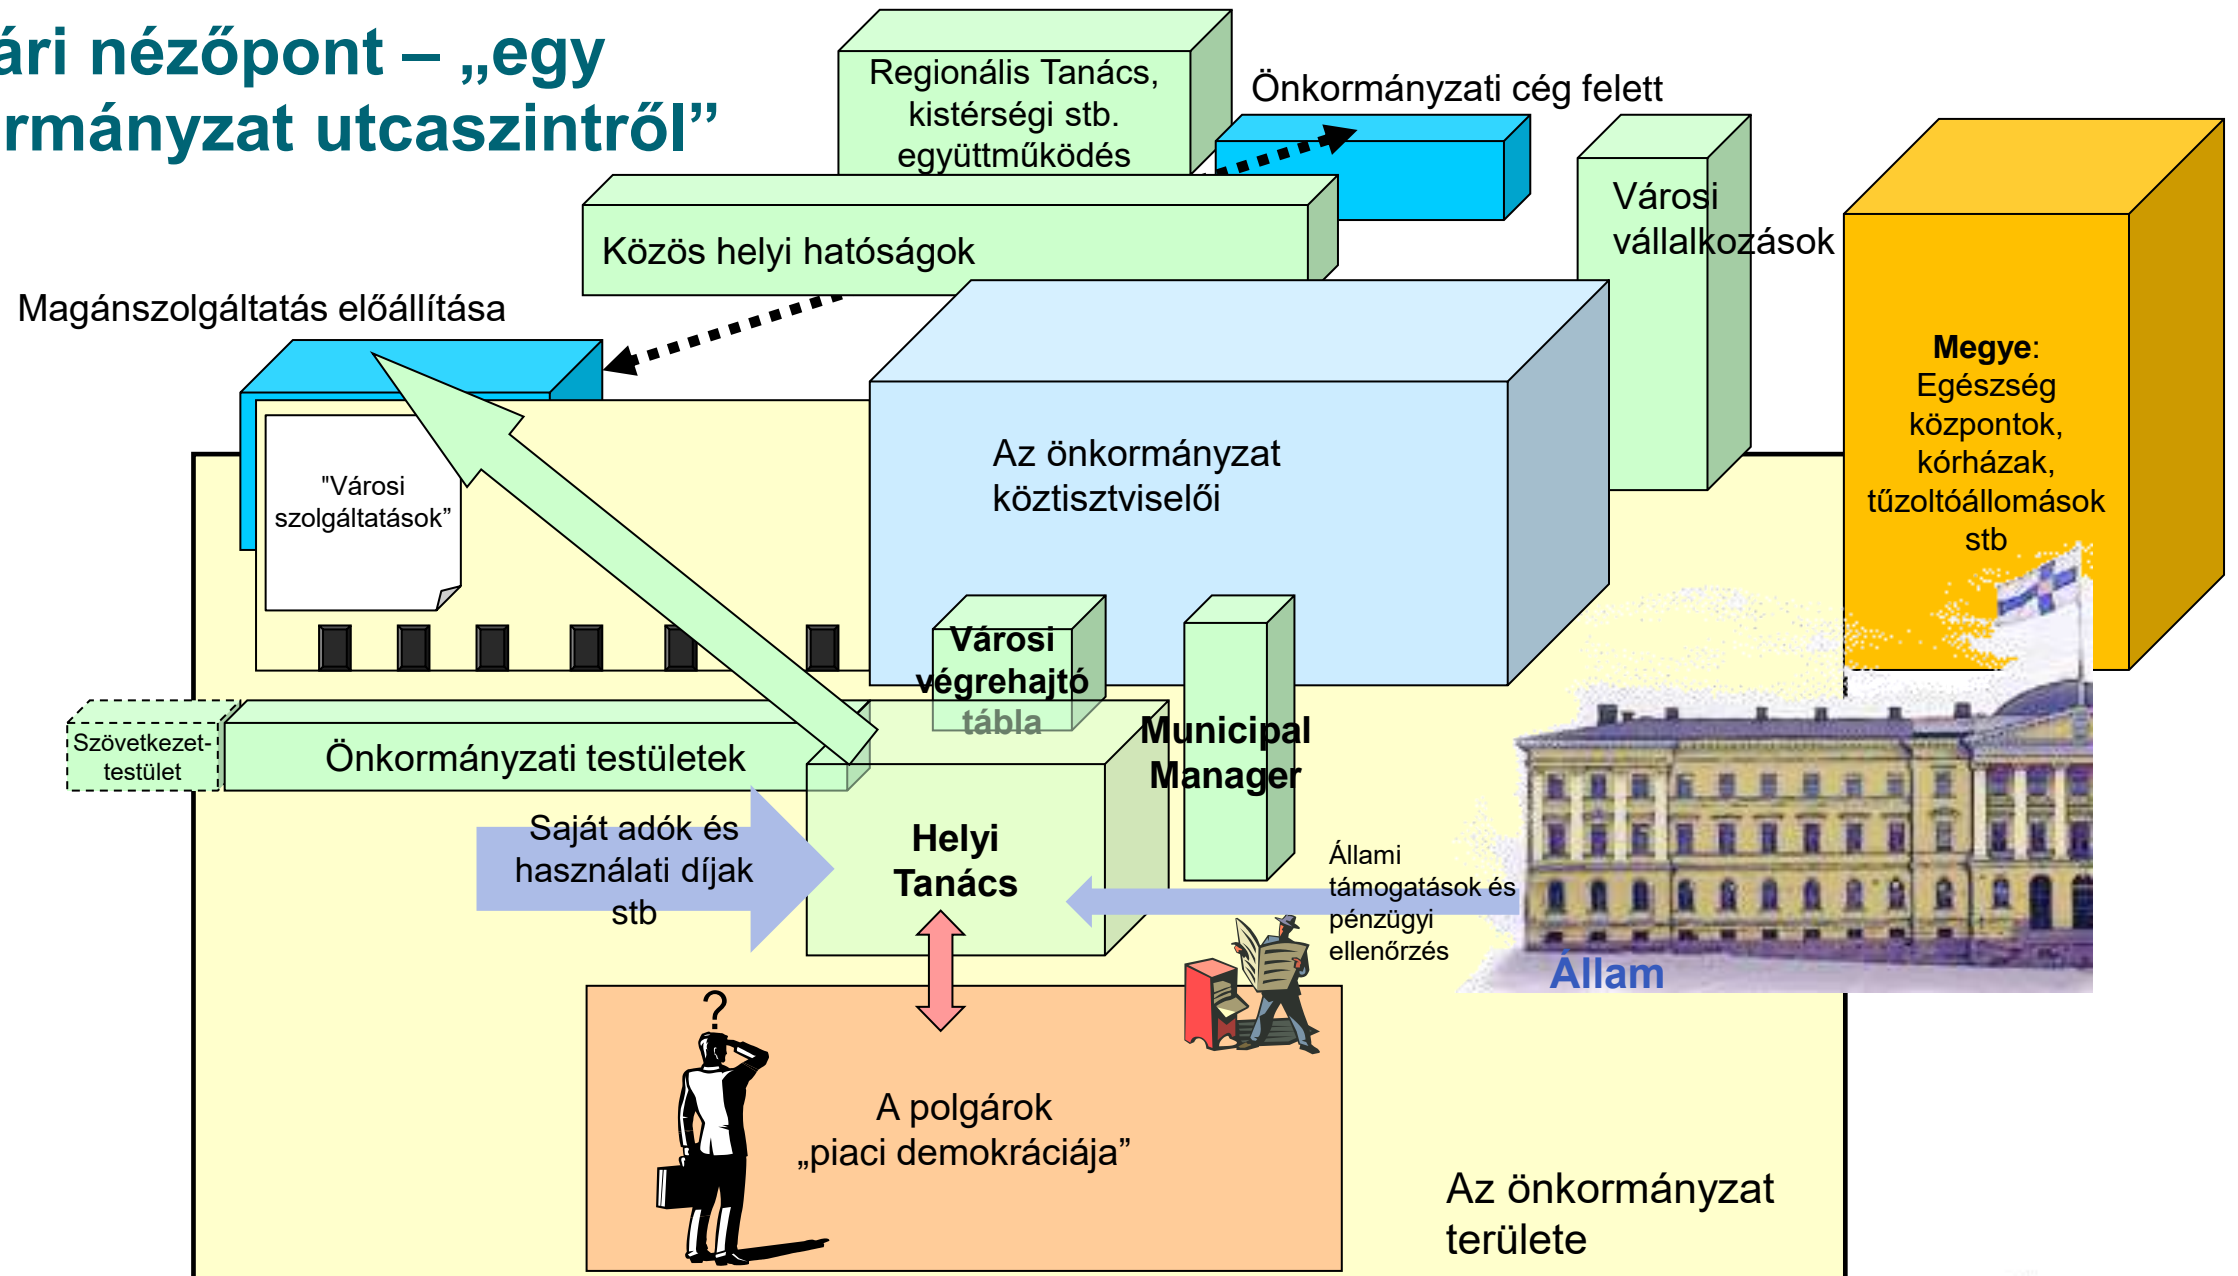 ári nézőpont – „egy
rmányzat utcaszintről”
Regionális Tanács,
kistérségi stb.
együttműködés
Önkormányzati cég felett
Városi
vállalkozások
Közös helyi hatóságok
Magánszolgáltatás előállítása
Megye:
Egészség
központok,
kórházak,
tűzoltóállomások
stb
"Városi
szolgáltatások”
Az önkormányzat
köztisztviselői
Városi
végrehajtó
tábla
Municipal
Manager
Szövetkezet-
testület
Önkormányzati testületek
Saját adók és
használati díjak
stb
Helyi
Tanács
Állami
támogatások és
pénzügyi
ellenőrzés
Állam
?
A polgárok
„piaci demokráciája”
Az önkormányzat
területe